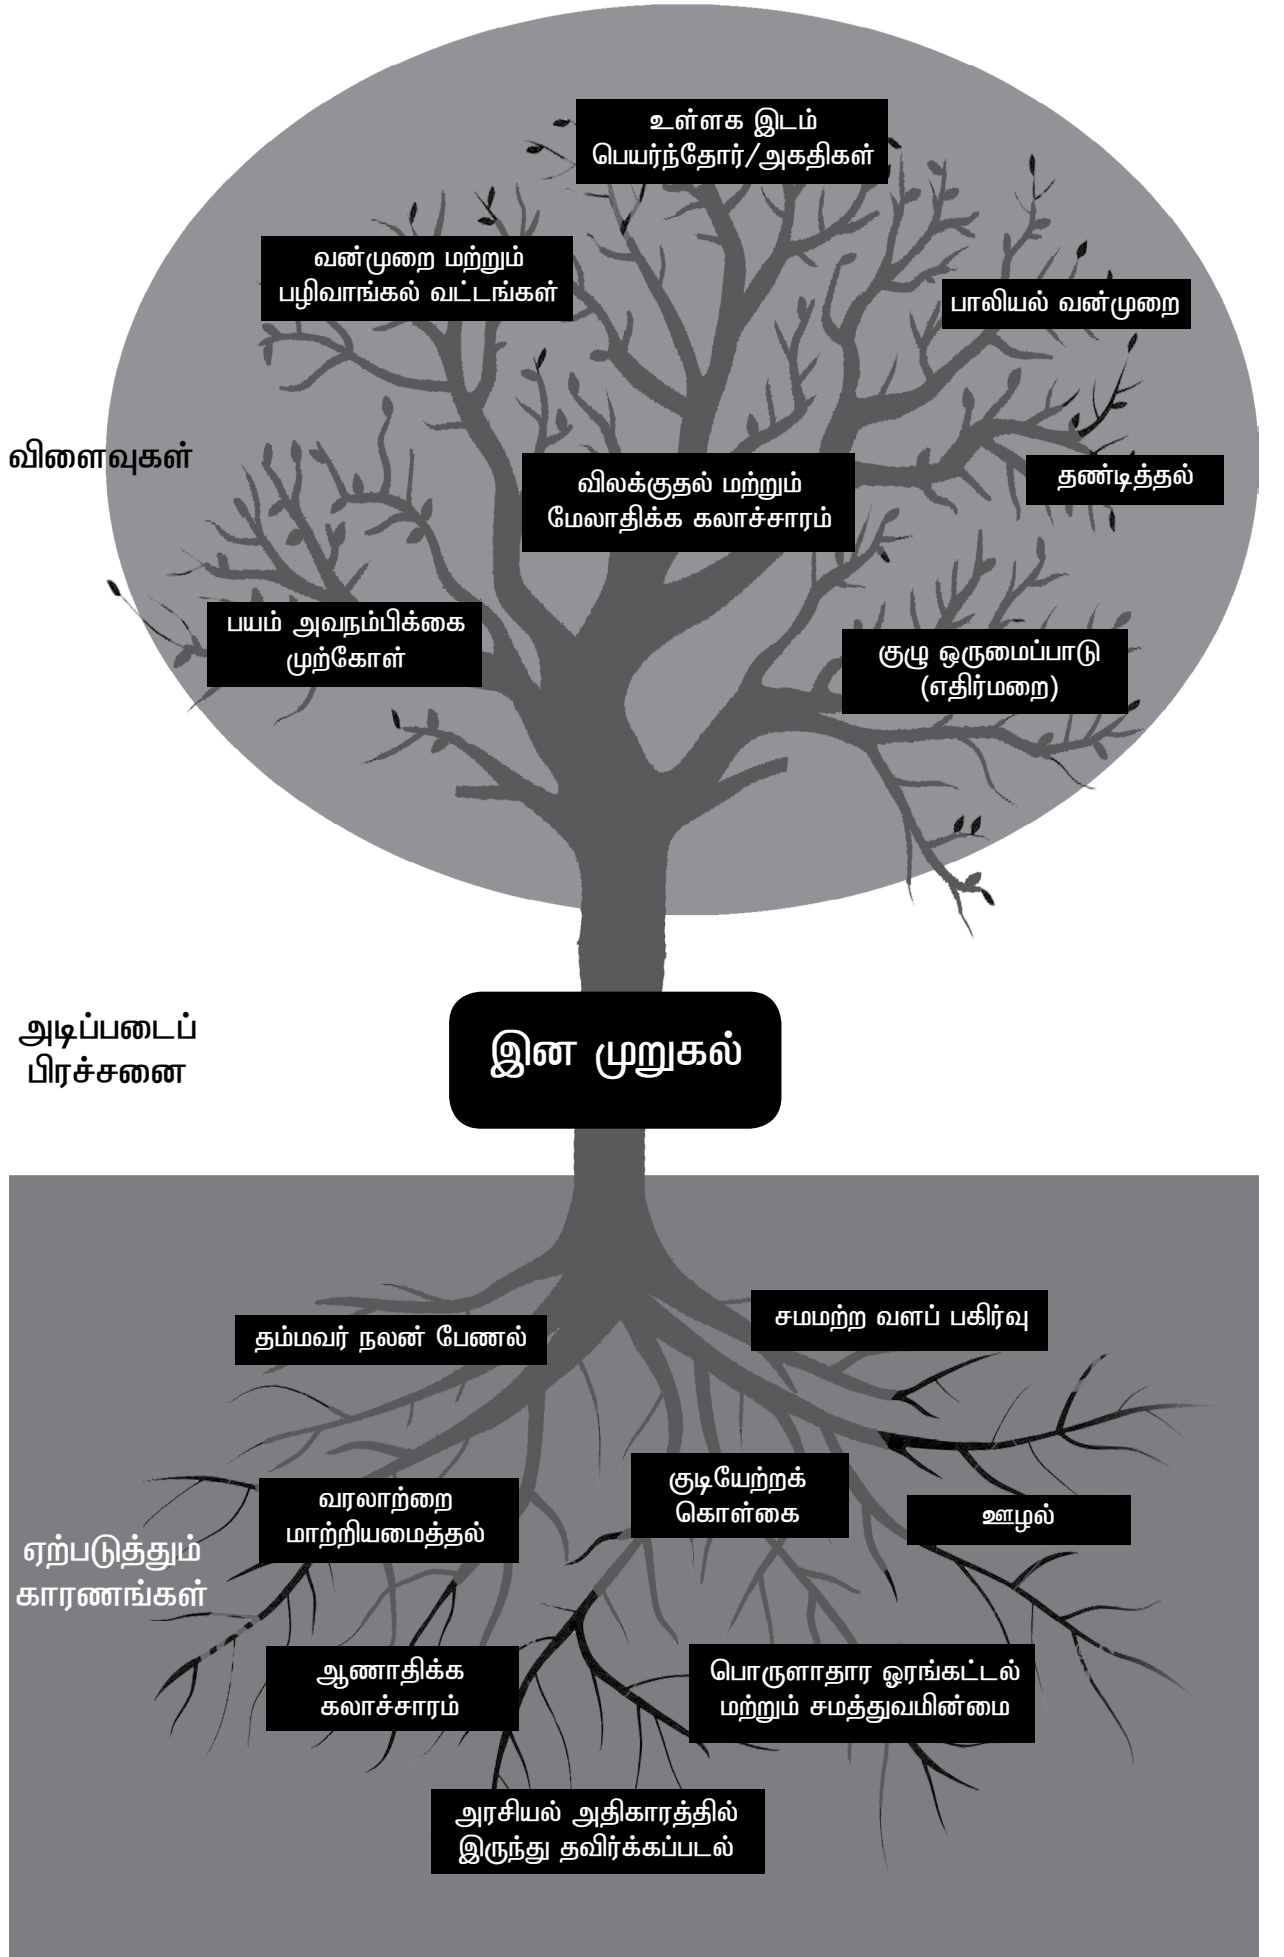 உள்ளக இடம்
பெயர்ந்தோர்/அகதிகள்
வன்முறை மற்றும்
பழிவாங்கல் வட்டங்கள்
பாலியல் வன்முறை
விளைவுகள்
விலக்குதல் மற்றும்
மேலாதிக்க கலாச்சாரம்
தண்டித்தல்
பயம் அவநம்பிக்கை
முற்கோள்
குழு ஒருமைப்பாடு
(எதிர்மறை)
அடிப்படைப்
பிரச்சனை
இன முறுகல்
தம்மவர் நலன் பேணல்
சமமற்ற வளப் பகிர்வு
வரலாற்றை
மாற்றியமைத்தல்
குடியேற்றக்
கொள்கை
ஊழல்
ஏற்படுத்தும்
காரணங்கள்
ஆணாதிக்க
கலாச்சாரம்
பொருளாதார ஓரங்கட்டல்
மற்றும் சமத்துவமின்மை
அரசியல் அதிகாரத்தில்
இருந்து தவிர்க்கப்படல்